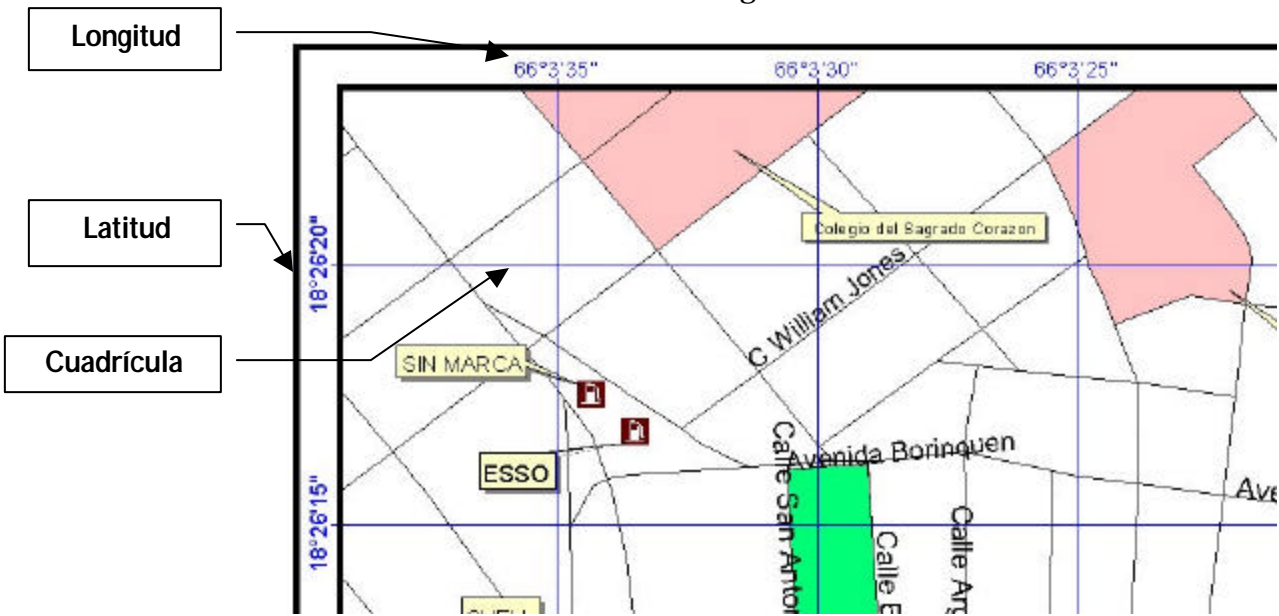 Longitud
66°3'35" 66°3'30" 66°3'25"
Latitud
18°26'20"
Colegio del Sagrado Corazon
C William Jones
Cuadrícula
SIN MARCA
Avenida Borinquen
ESSO
Ave
18°26'15"
Calle San Anton
Calle B
Calle Arg